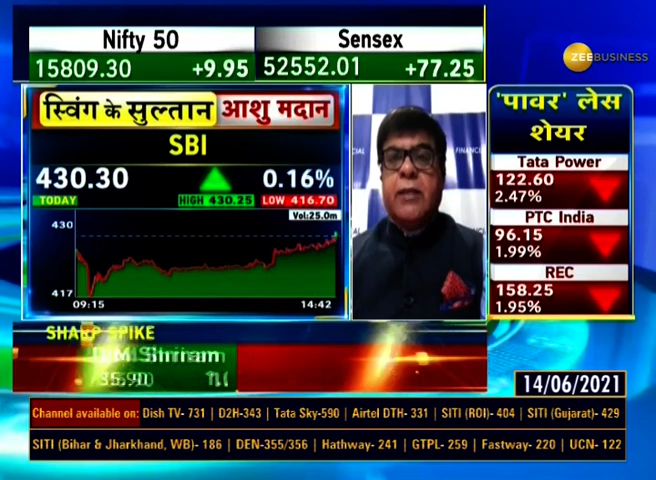 Nifty 50
15809.30 +9.95
Sensex
52552.01 +77.25
ZEE BUSINESS
स्विंग के सुल्तान आशु मदान
SBI
430.30 0.16%
TODAY HIGH 430.25 LOW 416.70
Vol:25.0m
430
417
09:15 14:42
'पावर' लेस
शेयर
Tata Power
122.60
2.47%
PTC India
96.15
1.99%
REC
158.25
1.95%
SHARP SPIKE
Shriram
14/06/2021
Channel available on: Dish TV- 731 | D2H-343 | Tata Sky-590 | Airtel DTH- 331 | SITI (ROI)- 404 | SITI (Gujarat)- 429
SITI (Bihar & Jharkhand, WB)- 186 | DEN-355/356 | Hathway- 241 | GTPL- 259 | Fastway- 220 | UCN- 122